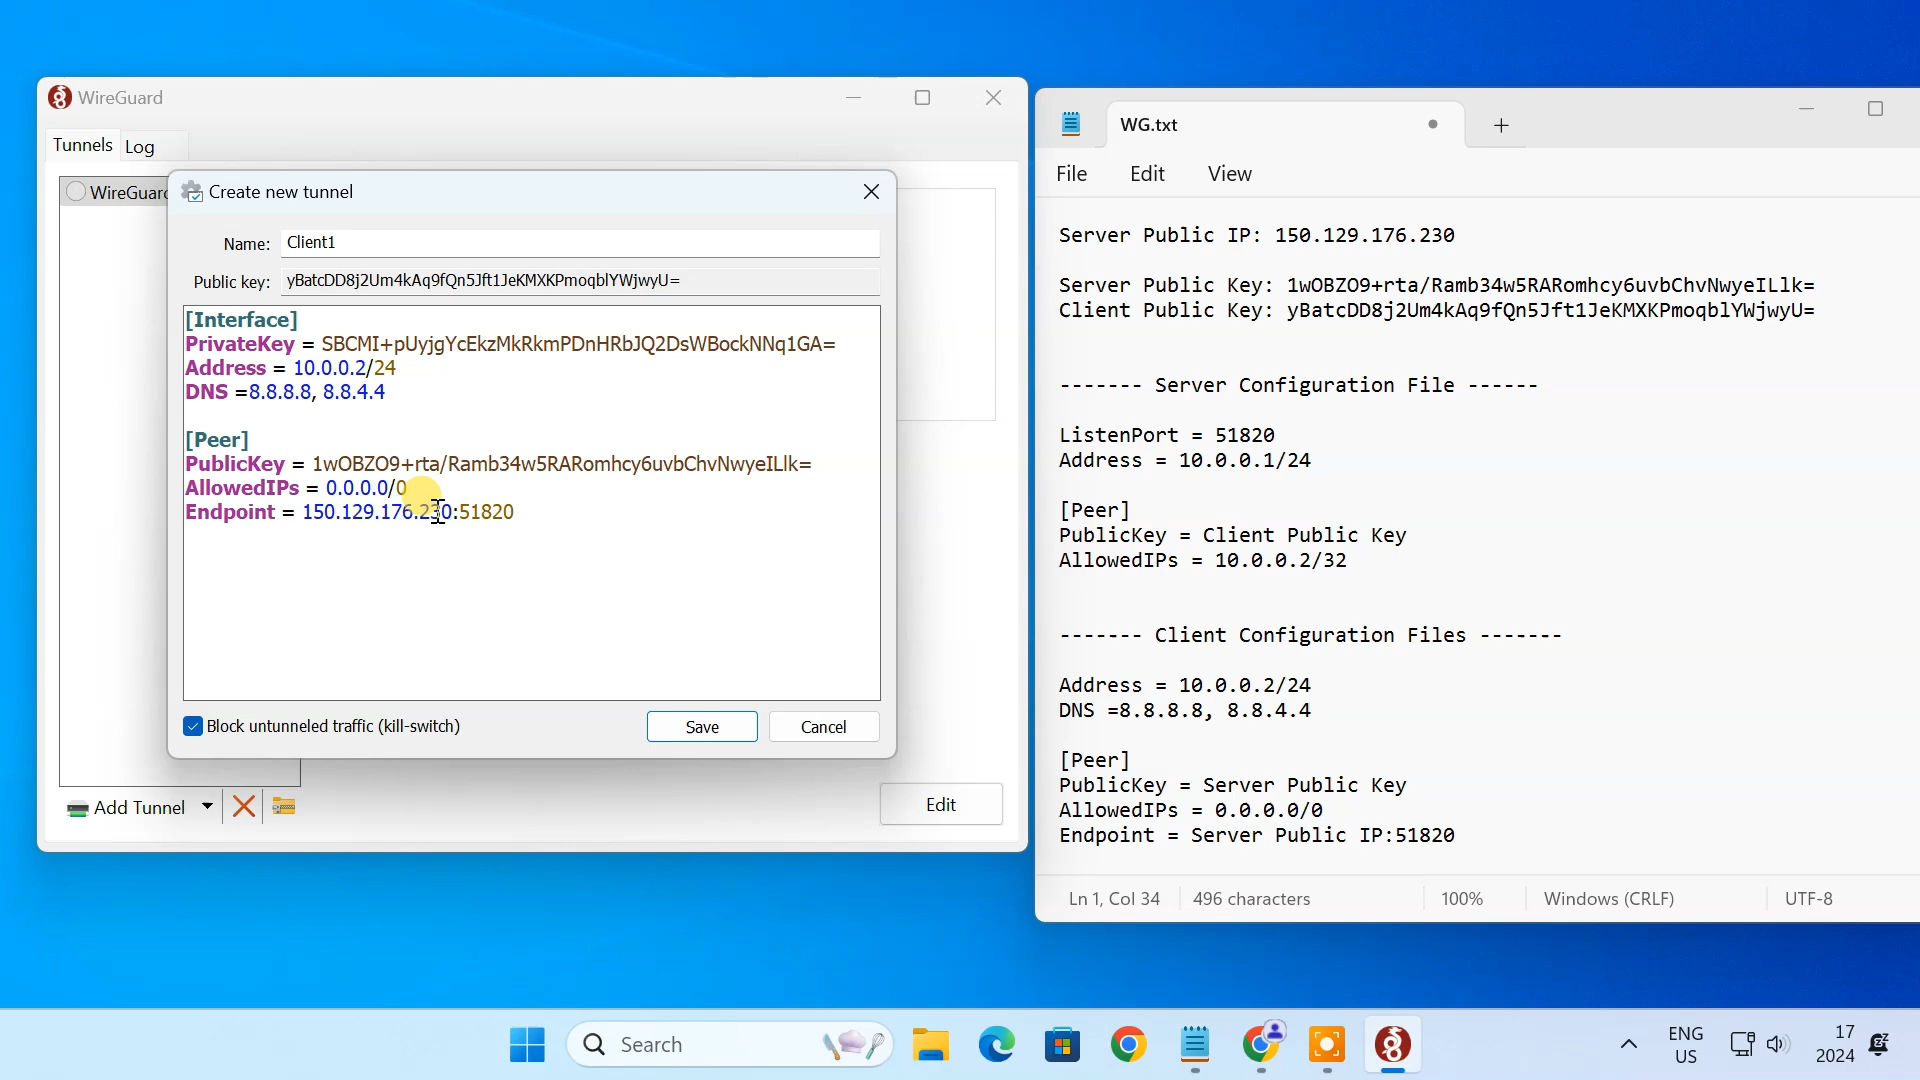 WireGuard
Tunnels
Log
WireGuard
Create new tunnel
Name: Client1
Public key: yBatcDD8j2Um4kAq9fQn5Jft1JeKMXKPmoqblYWjwyU=
[Interface]
PrivateKey = SBCMI+pUyjgYcEkzMkRkmPDnHRbJQ2DsWBockNNq1GA=
Address = 10.0.0.2/24
DNS =8.8.8.8, 8.8.4.4
[Peer]
PublicKey = 1wOBZO9+rta/Ramb34w5RARomhcy6uvbChvNwyeILlk=
AllowedIPs = 0.0.0.0/0
Endpoint = 150.129.176.230:51820
Block untunneled traffic (kill-switch)
Save
Cancel
Add Tunnel
Edit
WG.txt
File
Edit
View
Server Public IP: 150.129.176.230
Server Public Key: 1wOBZO9+rta/Ramb34w5RARomhcy6uvbChvNwyeILlk=
Client Public Key: yBatcDD8j2Um4kAq9fQn5Jft1JeKMXKPmoqblYWjwyU=
------- Server Configuration File ------
ListenPort = 51820
Address = 10.0.0.1/24
[Peer]
PublicKey = Client Public Key
AllowedIPs = 10.0.0.2/32
------- Client Configuration Files -------
Address = 10.0.0.2/24
DNS =8.8.8.8, 8.8.4.4
[Peer]
PublicKey = Server Public Key
AllowedIPs = 0.0.0.0/0
Endpoint = Server Public IP:51820
Ln 1, Col 34
496 characters
100%
Windows (CRLF)
UTF-8
Search
ENG
US
17
2024